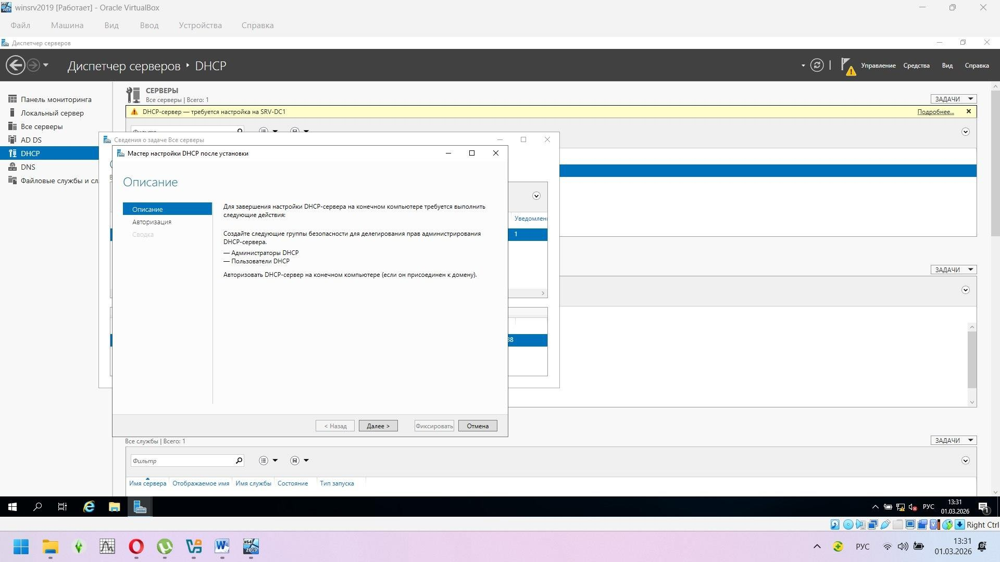 winsrv2019 [Работает] - Oracle VirtualBox
Файл Машина Вид Ввод Устройства Справка
Диспетчер серверов
Диспетчер серверов DHCP
Управление Средства Вид Справка
Панель мониторинга
Локальный сервер
Все серверы
AD DS
DHCP
DNS
Файловые службы и сл
СЕРВЕРЫ
Все серверы | Всего: 1
ЗАДАЧИ
DHCP-сервер — требуется настройка на SRV-DC1
Подробнее...
Фильтр
Сведения о задаче Все серверы
Мастер настройки DHCP после установки
Описание
Описание
Авторизация
Сводка
Для завершения настройки DHCP-сервера на конечном компьютере требуется выполнить
следующие действия:
Создайте следующие группы безопасности для делегирования прав администрирования
DHCP-сервера.
— Администраторы DHCP
— Пользователи DHCP
Авторизовать DHCP-сервер на конечном компьютере (если он присоединен к домену).
Уведомлен
1
38
< Назад Далее > Фиксировать Отмена
ЗАДАЧИ
Все службы | Всего: 1
ЗАДАЧИ
Фильтр
Имя сервера Отображаемое имя Имя службы Состояние Тип запуска
РУС
13:31
01.03.2026
1
Right Ctrl
x64
2019
РУС
13:31
01.03.2026